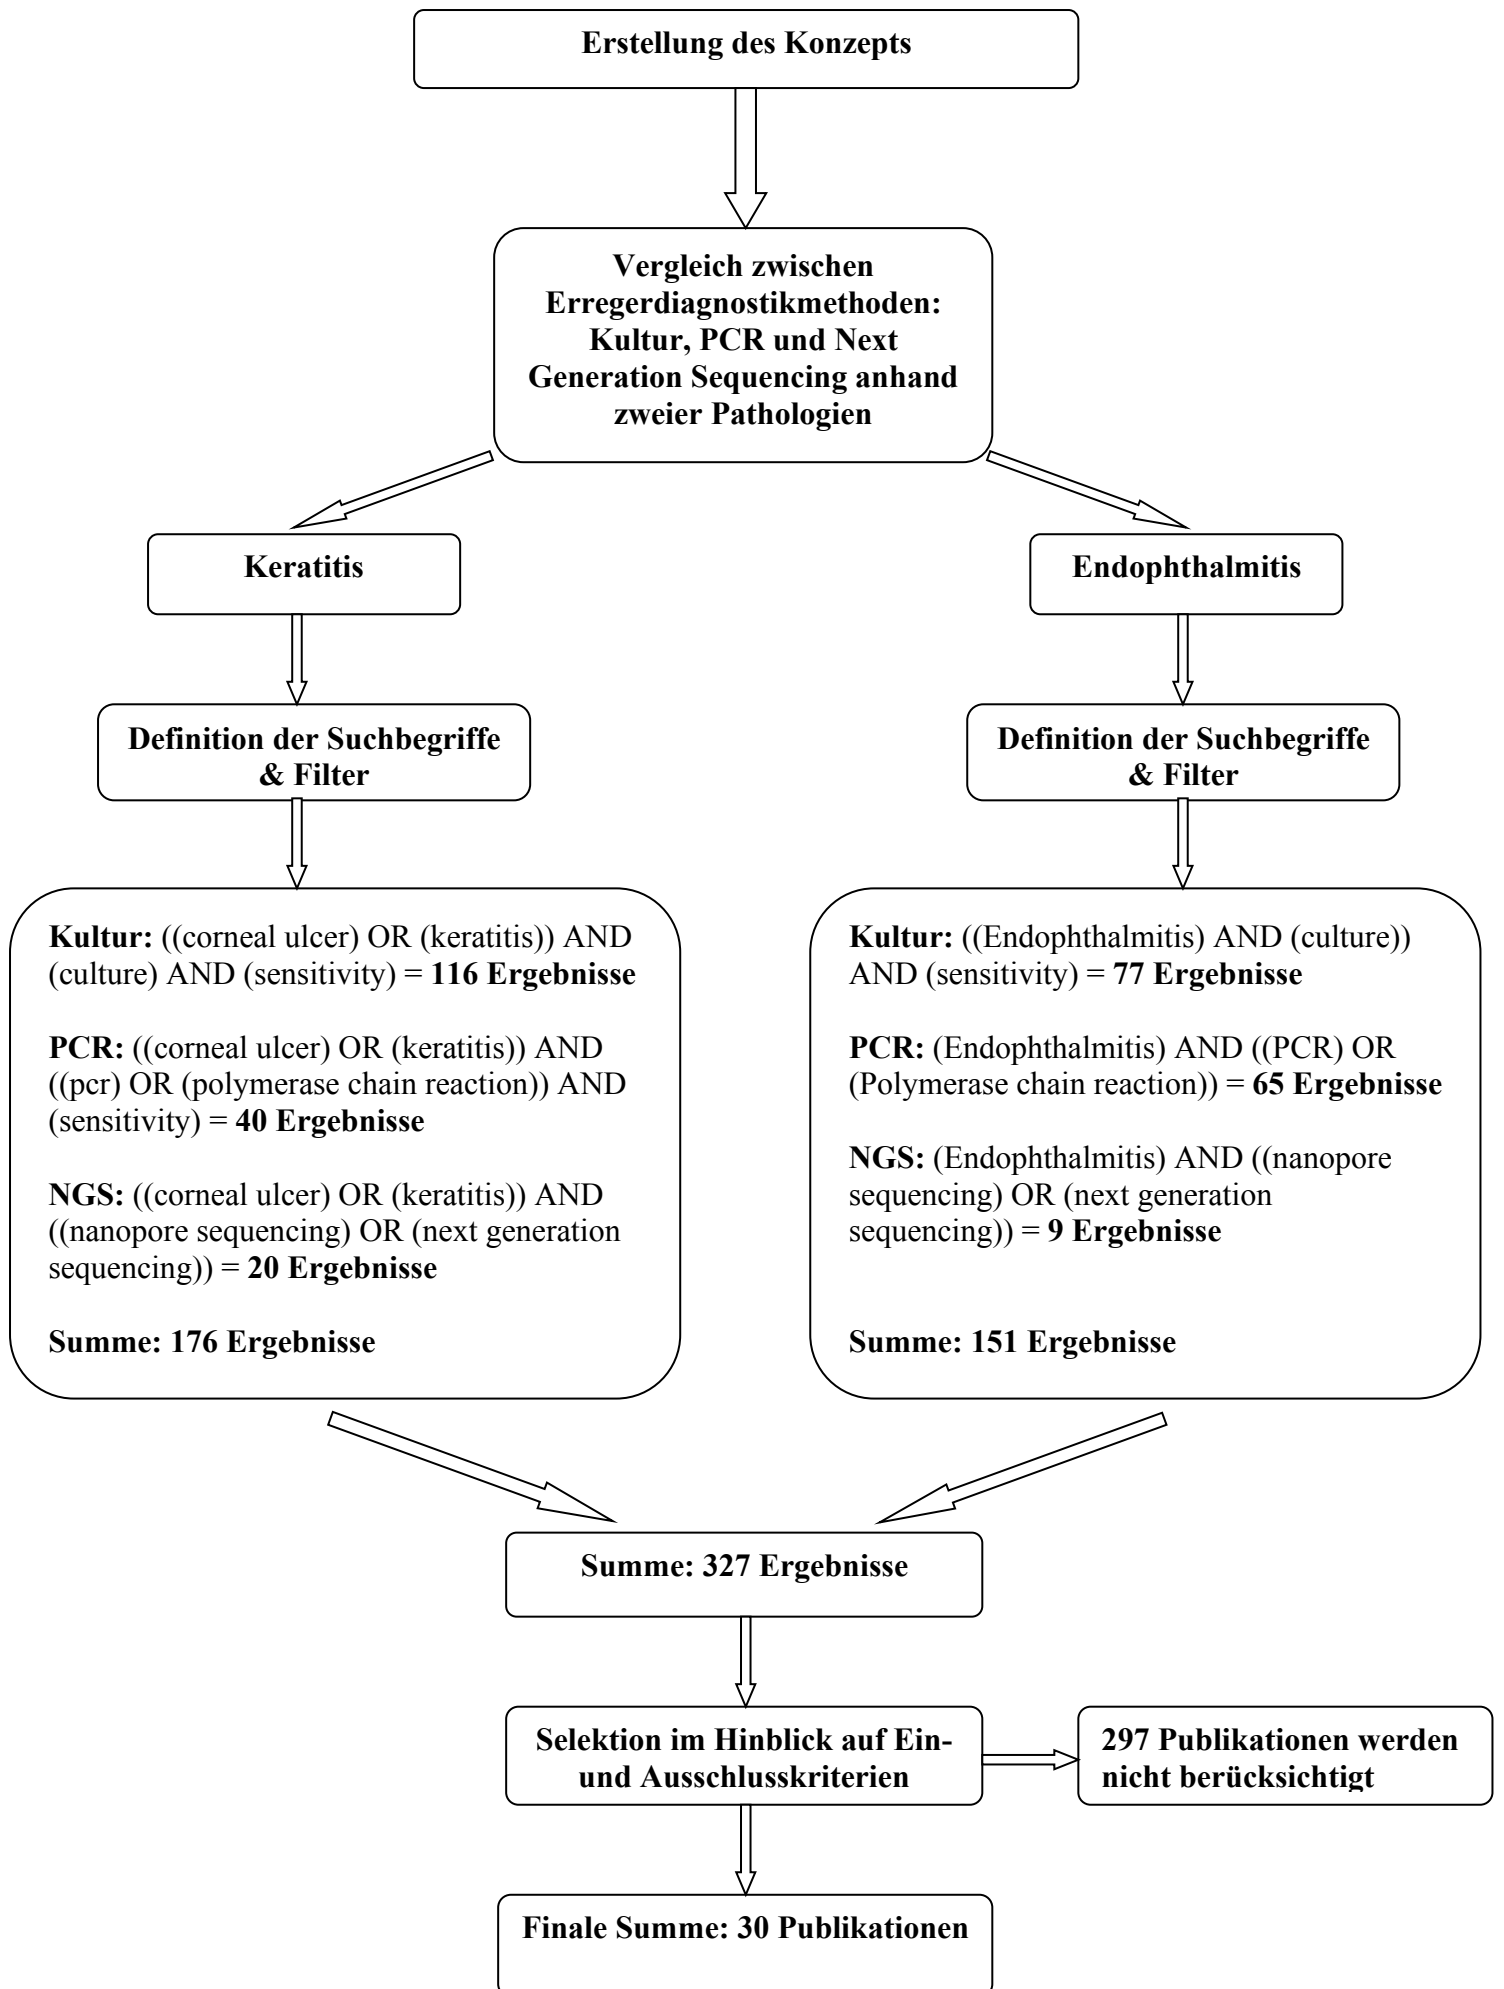 Erstellung des Konzepts
Vergleich zwischen
Erregerdiagnostikmethoden:
Kultur, PCR und Next
Generation Sequencing anhand
zweier Pathologien
Keratitis
Endophthalmitis
Definition der Suchbegriffe
& Filter
Definition der Suchbegriffe
& Filter
Kultur: ((corneal ulcer) OR (keratitis)) AND
(culture) AND (sensitivity) = 116 Ergebnisse
PCR: ((corneal ulcer) OR (keratitis)) AND
((pcr) OR (polymerase chain reaction)) AND
(sensitivity) = 40 Ergebnisse
NGS: ((corneal ulcer) OR (keratitis)) AND
((nanopore sequencing) OR (next generation
sequencing)) = 20 Ergebnisse
Summe: 176 Ergebnisse
Kultur: ((Endophthalmitis) AND (culture))
AND (sensitivity) = 77 Ergebnisse
PCR: (Endophthalmitis) AND ((PCR) OR
(Polymerase chain reaction)) = 65 Ergebnisse
NGS: (Endophthalmitis) AND ((nanopore
sequencing) OR (next generation
sequencing)) = 9 Ergebnisse
Summe: 151 Ergebnisse
Summe: 327 Ergebnisse
Selektion im Hinblick auf Ein-
und Ausschlusskriterien
297 Publikationen werden
nicht berücksichtigt
Finale Summe: 30 Publikationen